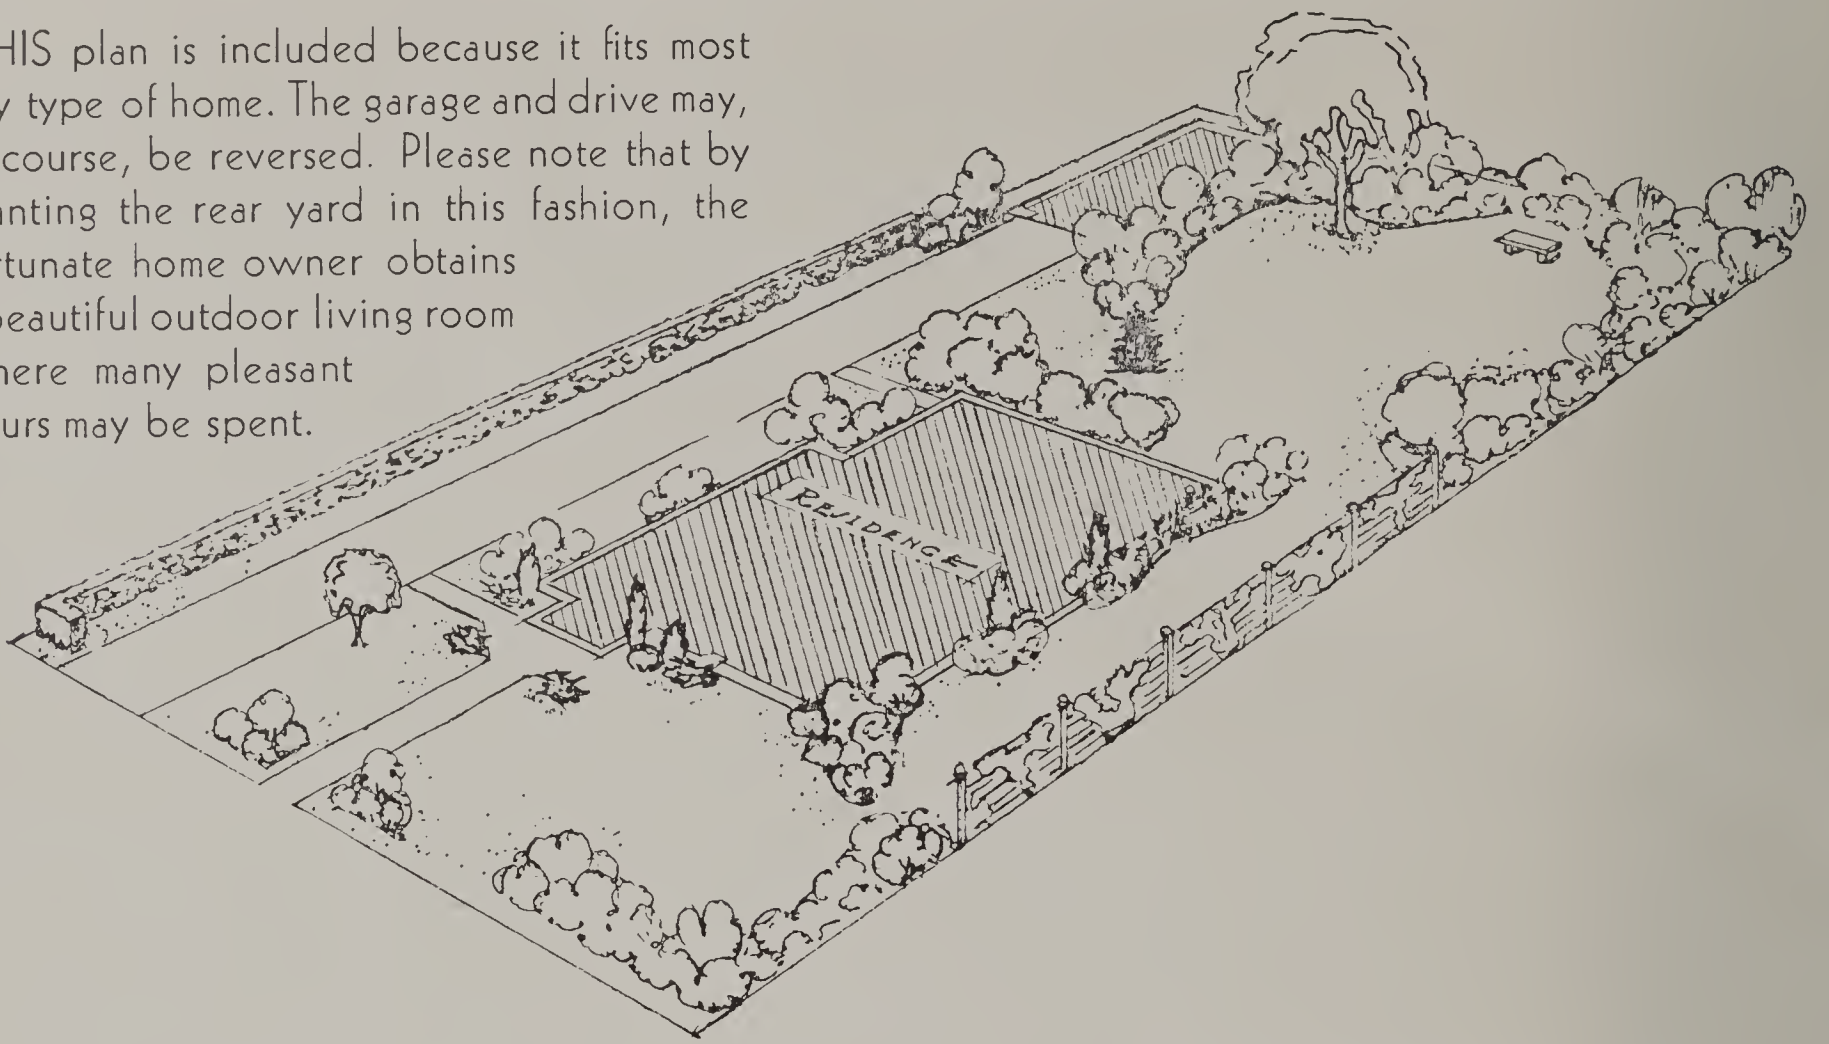 HIS plan is included because it fits most
y type of home. The garage and drive may,
course, be reversed. Please note that by
anting the rear yard in this fashion, the
rtunate home owner obtains
beautiful outdoor living room
here many pleasant
urs may be spent.
RESIDENCE